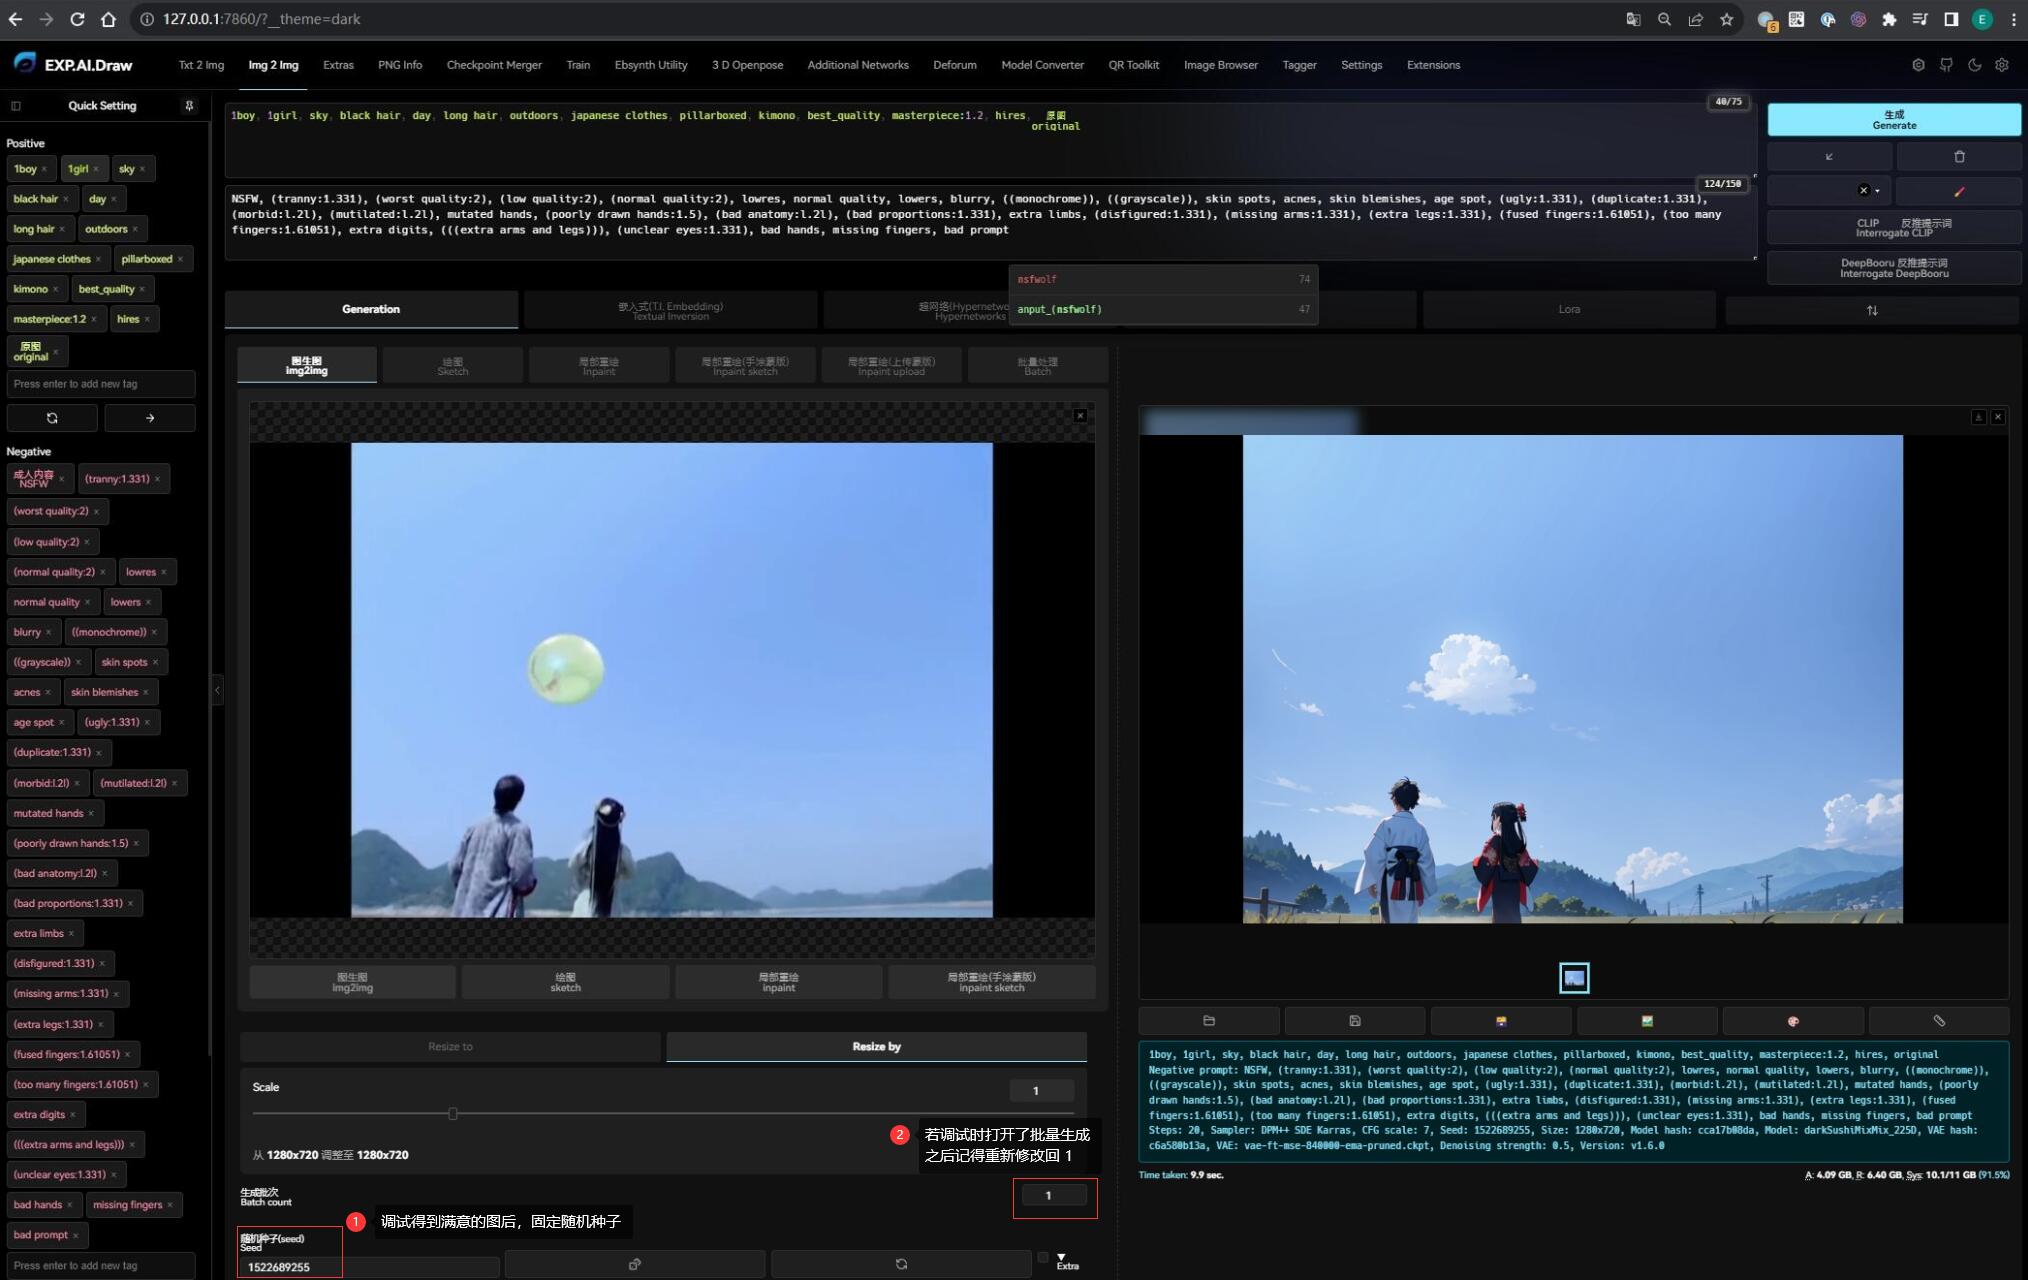 127.0.0.1:7860/?__theme=dark
6
E
EXP.AI.Draw
Txt 2 Img
Img 2 Img
Extras
PNG Info
Checkpoint Merger
Train
Ebsynth Utility
3 D Openpose
Additional Networks
Deforum
Model Converter
QR Toolkit
Image Browser
Tagger
Settings
Extensions
Quick Setting
Positive
1boy ×
1girl ×
sky ×
black hair ×
day ×
long hair ×
outdoors ×
japanese clothes ×
pillarboxed ×
kimono ×
best_quality ×
masterpiece:1.2 ×
hires ×
原图
original ×
Press enter to add new tag
Negative
成人内容
NSFW ×
(tranny:1.331) ×
(worst quality:2) ×
(low quality:2) ×
(normal quality:2) ×
lowres ×
normal quality ×
lowers ×
blurry ×
((monochrome)) ×
((grayscale)) ×
skin spots ×
acnes ×
skin blemishes ×
age spot ×
(ugly:1.331) ×
(duplicate:1.331) ×
(morbid:l.2l) ×
(mutilated:l.2l) ×
mutated hands ×
(poorly drawn hands:1.5) ×
(bad anatomy:l.2l) ×
(bad proportions:1.331) ×
extra limbs ×
(disfigured:1.331) ×
(missing arms:1.331) ×
(extra legs:1.331) ×
(fused fingers:1.61051) ×
(too many fingers:1.61051) ×
extra digits ×
(((extra arms and legs))) ×
(unclear eyes:1.331) ×
bad hands ×
missing fingers ×
bad prompt ×
Press enter to add new tag
40/75
1boy, 1girl, sky, black hair, day, long hair, outdoors, japanese clothes, pillarboxed, kimono, best_quality, masterpiece:1.2, hires, 原图
original
124/150
NSFW, (tranny:1.331), (worst quality:2), (low quality:2), (normal quality:2), lowres, normal quality, lowers, blurry, ((monochrome)), ((grayscale)), skin spots, acnes, skin blemishes, age spot, (ugly:1.331), (duplicate:1.331),
(morbid:l.2l), (mutilated:l.2l), mutated hands, (poorly drawn hands:1.5), (bad anatomy:l.2l), (bad proportions:1.331), extra limbs, (disfigured:1.331), (missing arms:1.331), (extra legs:1.331), (fused fingers:1.61051), (too many
fingers:1.61051), extra digits, (((extra arms and legs))), (unclear eyes:1.331), bad hands, missing fingers, bad prompt
生成
Generate
CLIP 反推提示词
Interrogate CLIP
DeepBooru 反推提示词
Interrogate DeepBooru
nsfwolf 74
anput_(nsfwolf) 47
Generation
嵌入式(T.I. Embedding)
Textual Inversion
超网络(Hypernetwo
Hypernetworks
Lora
图生图
img2img
绘图
Sketch
局部重绘
Inpaint
局部重绘(手涂蒙版)
Inpaint sketch
局部重绘(上传蒙版)
Inpaint upload
批量处理
Batch
图生图
img2img
绘图
sketch
局部重绘
inpaint
局部重绘(手涂蒙版)
inpaint sketch
Resize to
Resize by
Scale
1
从 1280x720 调整至 1280x720
2 若调试时打开了批量生成
之后记得重新修改回 1
生成批次
Batch count
1
1 调试得到满意的图后，固定随机种子
随机种子(seed)
Seed
1522689255
Extra
1boy, 1girl, sky, black hair, day, long hair, outdoors, japanese clothes, pillarboxed, kimono, best_quality, masterpiece:1.2, hires, original
Negative prompt: NSFW, (tranny:1.331), (worst quality:2), (low quality:2), (normal quality:2), lowres, normal quality, lowers, blurry, ((monochrome)),
((grayscale)), skin spots, acnes, skin blemishes, age spot, (ugly:1.331), (duplicate:1.331), (morbid:l.2l), (mutilated:l.2l), mutated hands, (poorly
drawn hands:1.5), (bad anatomy:l.2l), (bad proportions:1.331), extra limbs, (disfigured:1.331), (missing arms:1.331), (extra legs:1.331), (fused
fingers:1.61051), (too many fingers:1.61051), extra digits, (((extra arms and legs))), (unclear eyes:1.331), bad hands, missing fingers, bad prompt
Steps: 20, Sampler: DPM++ SDE Karras, CFG scale: 7, Seed: 1522689255, Size: 1280x720, Model hash: cca17b08da, Model: darkSushiMixMix_225D, VAE hash:
c6a580b13a, VAE: vae-ft-mse-840000-ema-pruned.ckpt, Denoising strength: 0.5, Version: v1.6.0
Time taken: 9.9 sec.
A: 4.09 GB, R: 6.40 GB, Sys: 10.1/11 GB (91.5%)